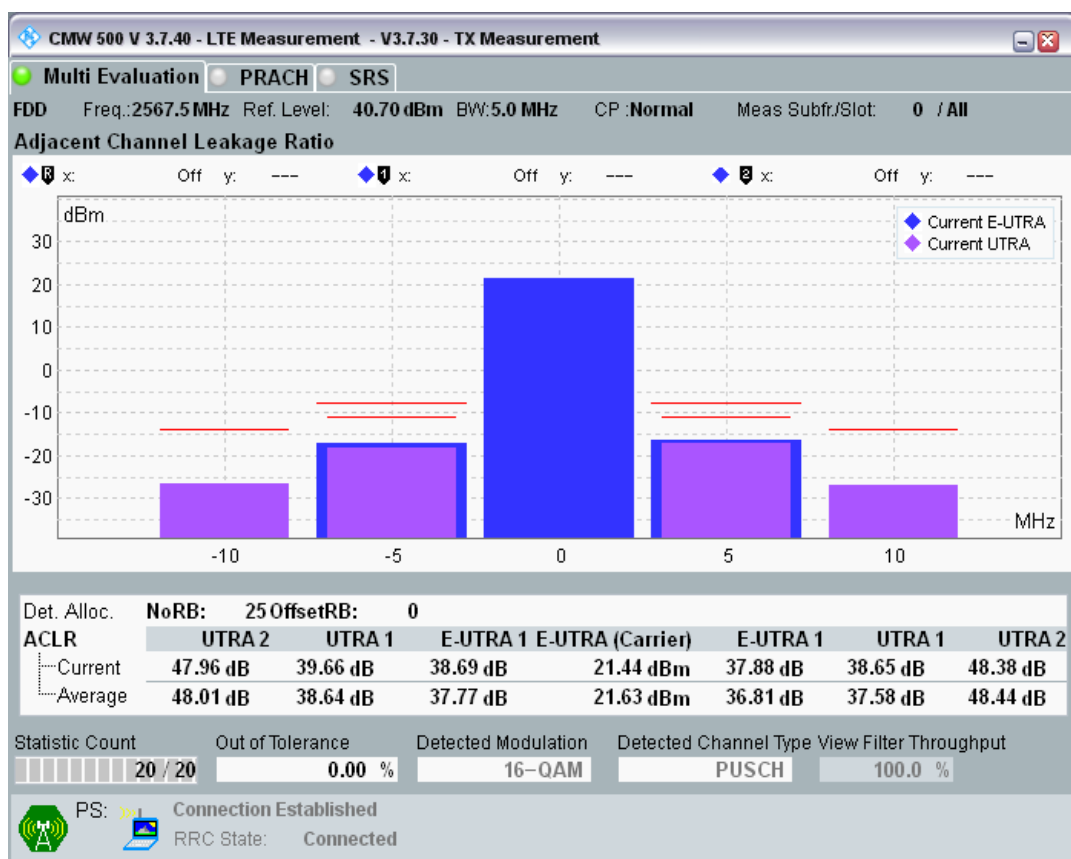 CMW 500 V 3.7.40 - LTE Measurement - V3.7.30 - TX Measurement
Multi Evaluation PRACH SRS
FDD Freq.:2567.5 MHz Ref. Level: 40.70 dBm BW:5.0 MHz CP :Normal Meas Subfr./Slot: 0 / All
Adjacent Channel Leakage Ratio
R x: Off y: --- 1 x: Off y: --- 2 x: Off y: ---
dBm
Current E-UTRA
Current UTRA
30
20
10
0
-10
-20
-30
MHz
-10 -5 0 5 10
Det. Alloc. NoRB: 25 OffsetRB: 0
ACLR UTRA 2 UTRA 1 E-UTRA 1 E-UTRA (Carrier) E-UTRA 1 UTRA 1 UTRA 2
Current 47.96 dB 39.66 dB 38.69 dB 21.44 dBm 37.88 dB 38.65 dB 48.38 dB
Average 48.01 dB 38.64 dB 37.77 dB 21.63 dBm 36.81 dB 37.58 dB 48.44 dB
Statistic Count Out of Tolerance Detected Modulation Detected Channel Type View Filter Throughput
20 / 20 0.00 % 16-QAM PUSCH 100.0 %
PS: Connection Established
RRC State: Connected